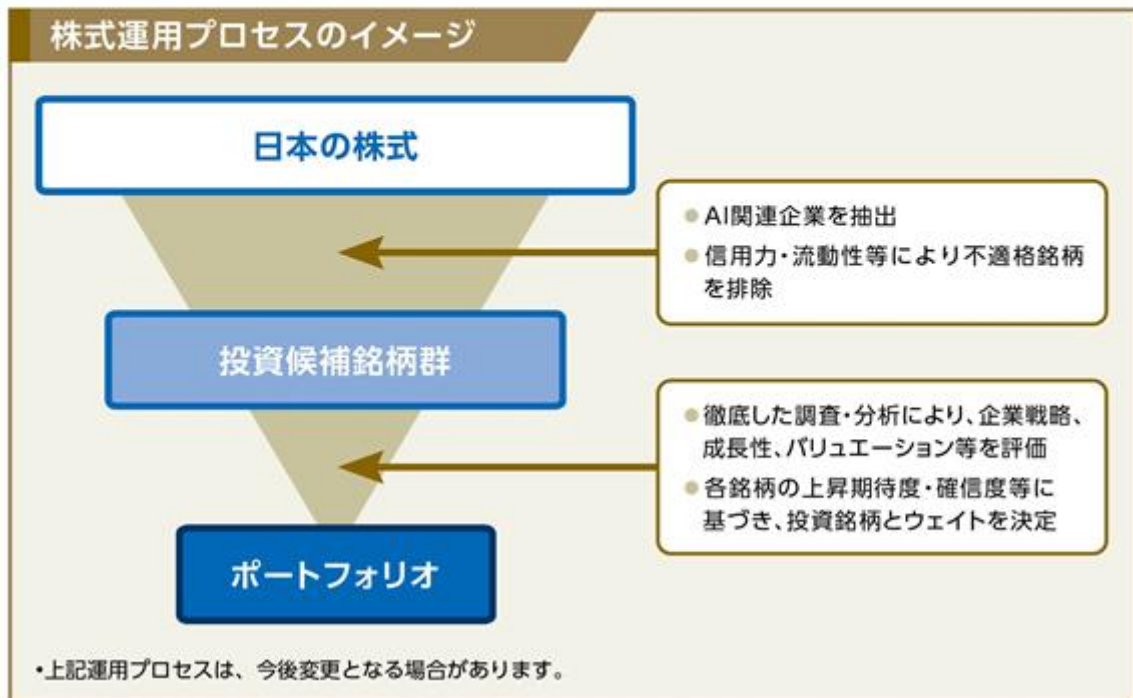 株式運用プロセスのイメージ
日本の株式
●AI関連企業を抽出
●信用力・流動性等により不適格銘柄
を排除
投資候補銘柄群
●徹底した調査・分析により、企業戦略、
成長性、バリュエーション等を評価
●各銘柄の上昇期待度・確信度等に
基づき、投資銘柄とウェイトを決定
ポートフォリオ
・上記運用プロセスは、今後変更となる場合があります。